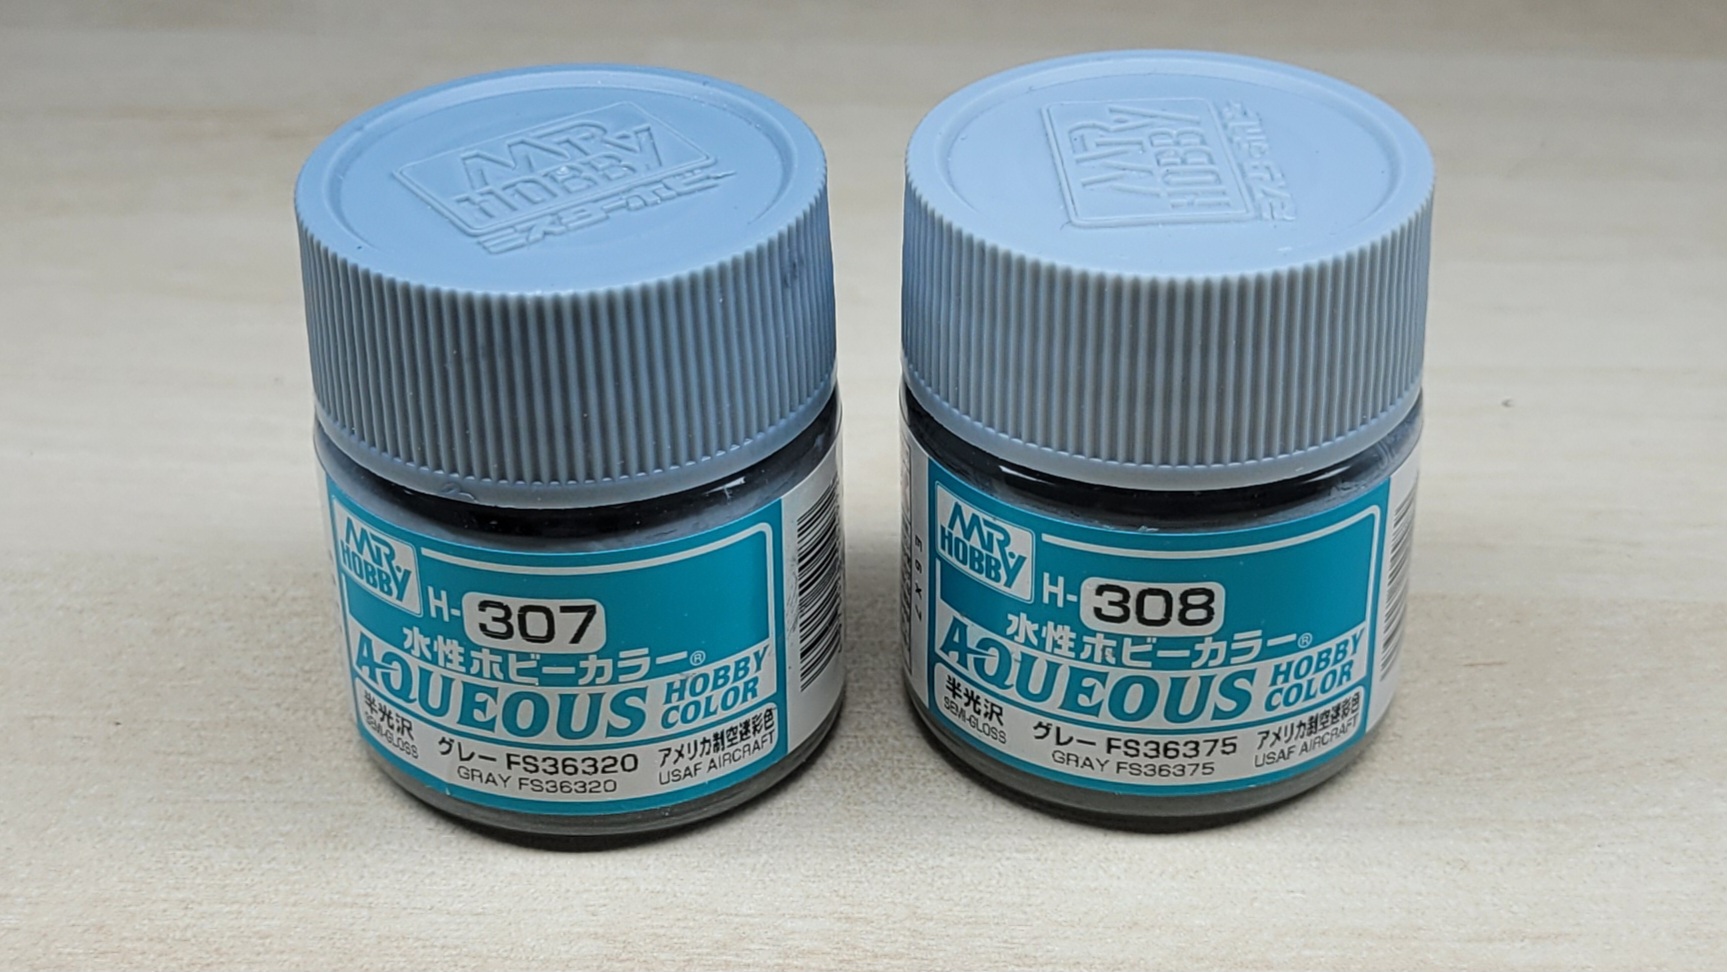 MR
HOBBY
ミスターホビー
MR
HOBBY
H-307
水性ホビーカラー®
AQUEOUS HOBBY COLOR
半光沢
SEMI-GLOSS
グレー FS36320
GRAY FS36320
アメリカ制空迷彩色
USAF AIRCRAFT
MR
HOBBY
ミスターホビー
MR
HOBBY
H-308
水性ホビーカラー®
AQUEOUS HOBBY COLOR
半光沢
SEMI-GLOSS
グレー FS36375
GRAY FS36375
アメリカ制空迷彩色
USAF AIRCRAFT